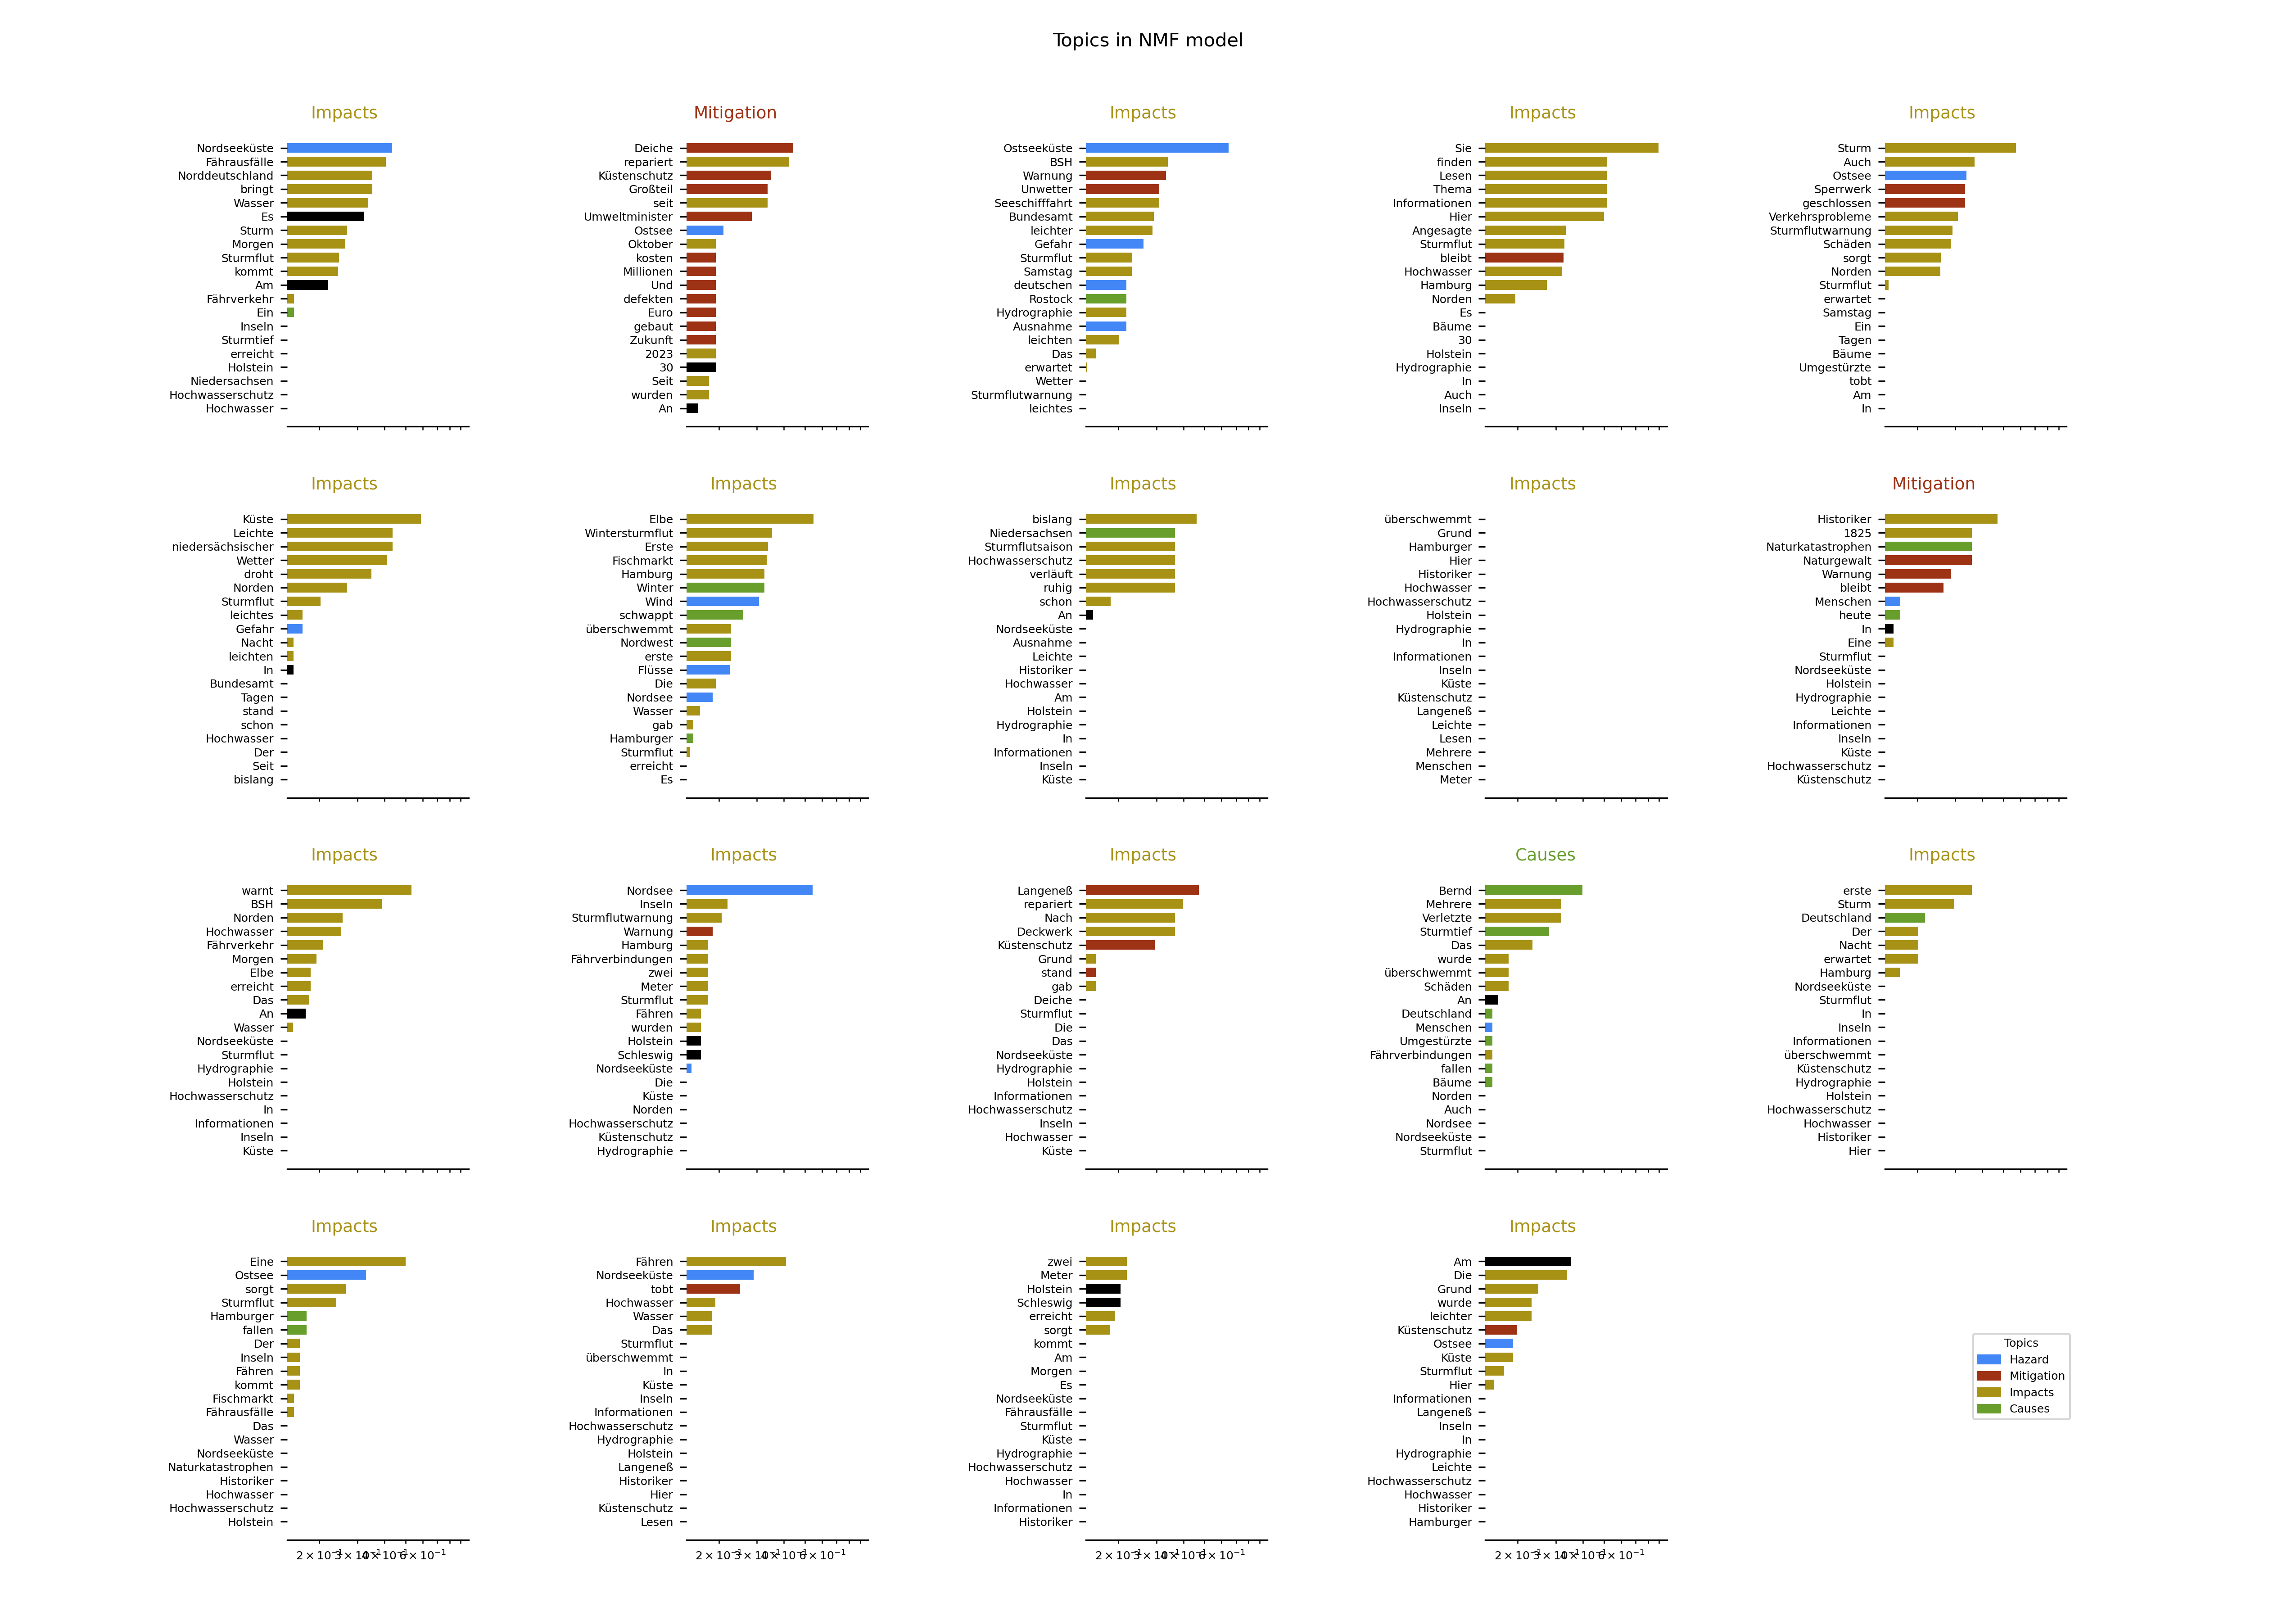 Topics in NMF model
Impacts
Nordseeküste
Fährausfälle
Norddeutschland
bringt
Wasser
Es
Sturm
Morgen
Sturmflut
kommt
Am
Fährverkehr
Ein
Inseln
Sturmtief
erreicht
Holstein
Niedersachsen
Hochwasserschutz
Hochwasser
Mitigation
Deiche
repariert
Küstenschutz
Großteil
seit
Umweltminister
Ostsee
Oktober
kosten
Millionen
Und
defekten
Euro
gebaut
Zukunft
2023
30
Seit
wurden
An
Impacts
Ostseeküste
BSH
Warnung
Unwetter
Seeschifffahrt
Bundesamt
leichter
Gefahr
Sturmflut
Samstag
deutschen
Rostock
Hydrographie
Ausnahme
leichten
Das
erwartet
Wetter
Sturmflutwarnung
leichtes
Impacts
Sie
finden
Lesen
Thema
Informationen
Hier
Angesagte
Sturmflut
bleibt
Hochwasser
Hamburg
Norden
Es
Bäume
30
Holstein
Hydrographie
In
Auch
Inseln
Impacts
Sturm
Auch
Ostsee
Sperrwerk
geschlossen
Verkehrsprobleme
Sturmflutwarnung
Schäden
sorgt
Norden
Sturmflut
erwartet
Samstag
Ein
Tagen
Bäume
Umgestürzte
tobt
Am
In
Impacts
Küste
Leichte
niedersächsischer
Wetter
droht
Norden
Sturmflut
leichtes
Gefahr
Nacht
leichten
In
Bundesamt
Tagen
stand
schon
Hochwasser
Der
Seit
bislang
Impacts
Elbe
Wintersturmflut
Erste
Fischmarkt
Hamburg
Winter
Wind
schwappt
überschwemmt
Nordwest
erste
Flüsse
Die
Nordsee
Wasser
gab
Hamburger
Sturmflut
erreicht
Es
Impacts
bislang
Niedersachsen
Sturmflutsaison
Hochwasserschutz
verläuft
ruhig
schon
An
Nordseeküste
Ausnahme
Leichte
Historiker
Hochwasser
Am
Holstein
Hydrographie
In
Informationen
Inseln
Küste
Impacts
überschwemmt
Grund
Hamburger
Hier
Historiker
Hochwasser
Hochwasserschutz
Holstein
Hydrographie
In
Informationen
Inseln
Küste
Küstenschutz
Langeneß
Leichte
Lesen
Mehrere
Menschen
Meter
Mitigation
Historiker
1825
Naturkatastrophen
Naturgewalt
Warnung
bleibt
Menschen
heute
In
Eine
Sturmflut
Nordseeküste
Holstein
Hydrographie
Leichte
Informationen
Inseln
Küste
Hochwasserschutz
Küstenschutz
Impacts
warnt
BSH
Norden
Hochwasser
Fährverkehr
Morgen
Elbe
erreicht
Das
An
Wasser
Nordseeküste
Sturmflut
Hydrographie
Holstein
Hochwasserschutz
In
Informationen
Inseln
Küste
Impacts
Nordsee
Inseln
Sturmflutwarnung
Warnung
Hamburg
Fährverbindungen
zwei
Meter
Sturmflut
Fähren
wurden
Holstein
Schleswig
Nordseeküste
Die
Küste
Norden
Hochwasserschutz
Küstenschutz
Hydrographie
Impacts
Langeneß
repariert
Nach
Deckwerk
Küstenschutz
Grund
stand
gab
Deiche
Sturmflut
Die
Das
Nordseeküste
Hydrographie
Holstein
Informationen
Hochwasserschutz
Inseln
Hochwasser
Küste
Causes
Bernd
Mehrere
Verletzte
Sturmtief
Das
wurde
überschwemmt
Schäden
An
Deutschland
Menschen
Umgestürzte
Fährverbindungen
fallen
Bäume
Norden
Auch
Nordsee
Nordseeküste
Sturmflut
Impacts
erste
Sturm
Deutschland
Der
Nacht
erwartet
Hamburg
Nordseeküste
Sturmflut
In
Inseln
Informationen
überschwemmt
Küstenschutz
Hydrographie
Holstein
Hochwasserschutz
Hochwasser
Historiker
Hier
Impacts
Eine
Ostsee
sorgt
Sturmflut
Hamburger
fallen
Der
Inseln
Fähren
kommt
Fischmarkt
Fährausfälle
Das
Wasser
Nordseeküste
Naturkatastrophen
Historiker
Hochwasser
Hochwasserschutz
Holstein
Impacts
Fähren
Nordseeküste
tobt
Hochwasser
Wasser
Das
Sturmflut
überschwemmt
In
Küste
Inseln
Informationen
Hochwasserschutz
Hydrographie
Holstein
Langeneß
Historiker
Hier
Küstenschutz
Lesen
Impacts
zwei
Meter
Holstein
Schleswig
erreicht
sorgt
kommt
Am
Morgen
Es
Nordseeküste
Fährausfälle
Sturmflut
Küste
Hydrographie
Hochwasserschutz
Hochwasser
In
Informationen
Historiker
Impacts
Am
Die
Grund
wurde
leichter
Küstenschutz
Ostsee
Küste
Sturmflut
Hier
Informationen
Langeneß
Inseln
In
Hydrographie
Leichte
Hochwasserschutz
Hochwasser
Historiker
Hamburger
Topics
Hazard
Mitigation
Impacts
Causes